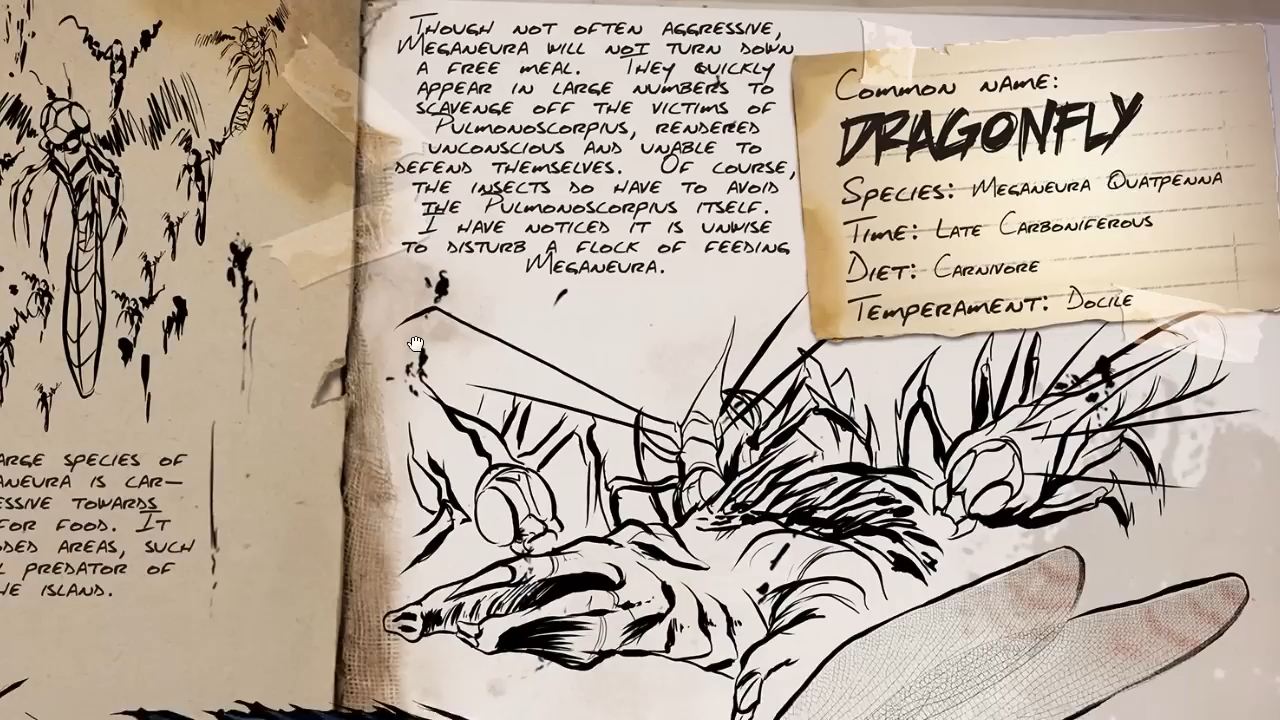 Though not often aggressive,
Meganeura will not turn down
a free meal. They quickly
appear in large numbers to
scavenge off the victims of
Pulmonoscorpius, rendered
unconscious and unable to
defend themselves. Of course,
the insects do have to avoid
the Pulmonoscorpius itself.
I have noticed it is unwise
to disturb a flock of feeding
Meganeura.
Common name:
DRAGONFLY
Species: Meganeura Quatpenna
Time: Late Carboniferous
Diet: Carnivore
Temperament: Docile
arge species of
aneura is car-
essive towards
for food. It
ded areas, such
l predator of
he island.